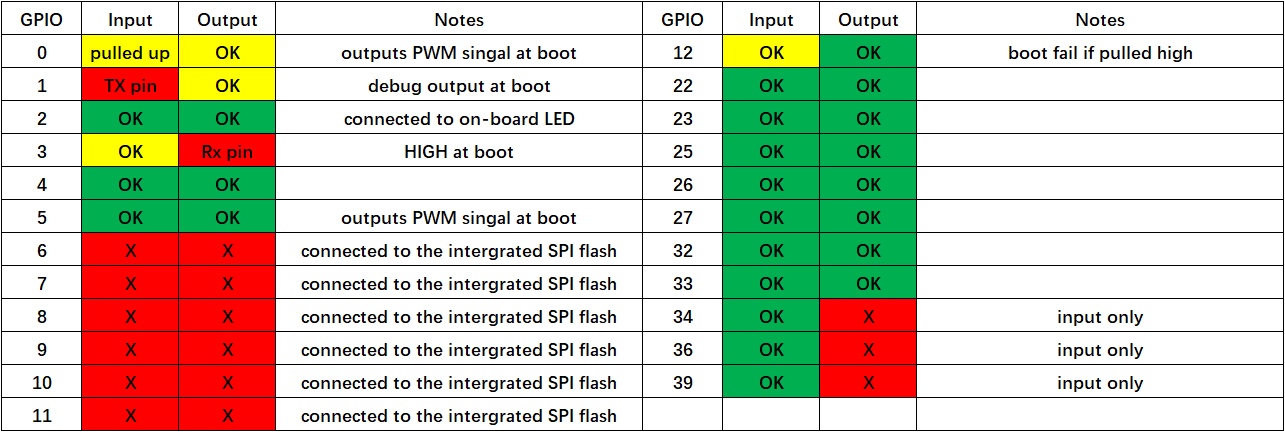 GPIO Input Output Notes GPIO Input Output Notes
0 pulled up OK outputs PWM singal at boot 12 OK OK boot fail if pulled high
1 TX pin OK debug output at boot 22 OK OK
2 OK OK connected to on-board LED 23 OK OK
3 OK Rx pin HIGH at boot 25 OK OK
4 OK OK 26 OK OK
5 OK OK outputs PWM singal at boot 27 OK OK
6 X X connected to the intergrated SPI flash 32 OK OK
7 X X connected to the intergrated SPI flash 33 OK OK
8 X X connected to the intergrated SPI flash 34 OK X input only
9 X X connected to the intergrated SPI flash 36 OK X input only
10 X X connected to the intergrated SPI flash 39 OK X input only
11 X X connected to the intergrated SPI flash